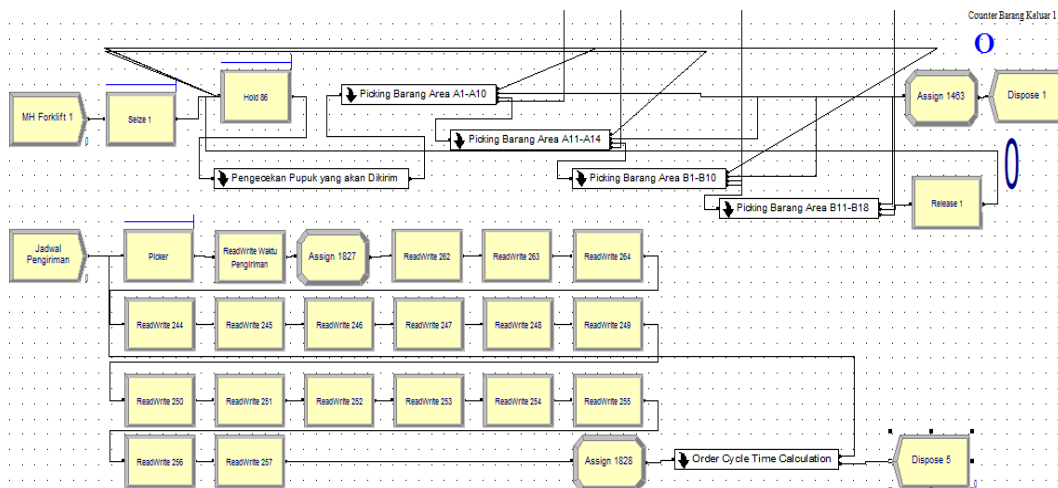 Counter Barang Keluar 1
0
MH Forklift 1
0
Seize 1
Hold 86
Picking Barang Area A1-A10
Picking Barang Area A11-A14
Pengecekan Pupuk yang akan Dikirim
Picking Barang Area B1-B10
Picking Barang Area B11-B18
Assign 1463
Dispose 1
0
Release 1
Jadwal
Pengiriman
0
Picker
ReadWrite Waktu
Pengiriman
Assign 1827
ReadWrite 262
ReadWrite 263
ReadWrite 264
ReadWrite 244
ReadWrite 245
ReadWrite 246
ReadWrite 247
ReadWrite 248
ReadWrite 249
ReadWrite 250
ReadWrite 251
ReadWrite 252
ReadWrite 253
ReadWrite 254
ReadWrite 255
ReadWrite 256
ReadWrite 257
Assign 1828
Order Cycle Time Calculation
Dispose 5
0